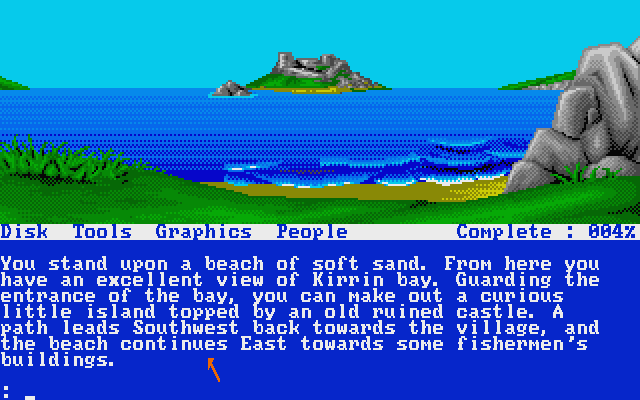 Disk Tools Graphics People Complete : 004%
You stand upon a beach of soft sand. From here you
have an excellent view of Kirrin bay. Guarding the
entrance of the bay, you can make out a curious
little island topped by an old ruined castle. A
path leads Southwest back towards the village, and
the beach continues East towards some fishermen's
buildings.
: